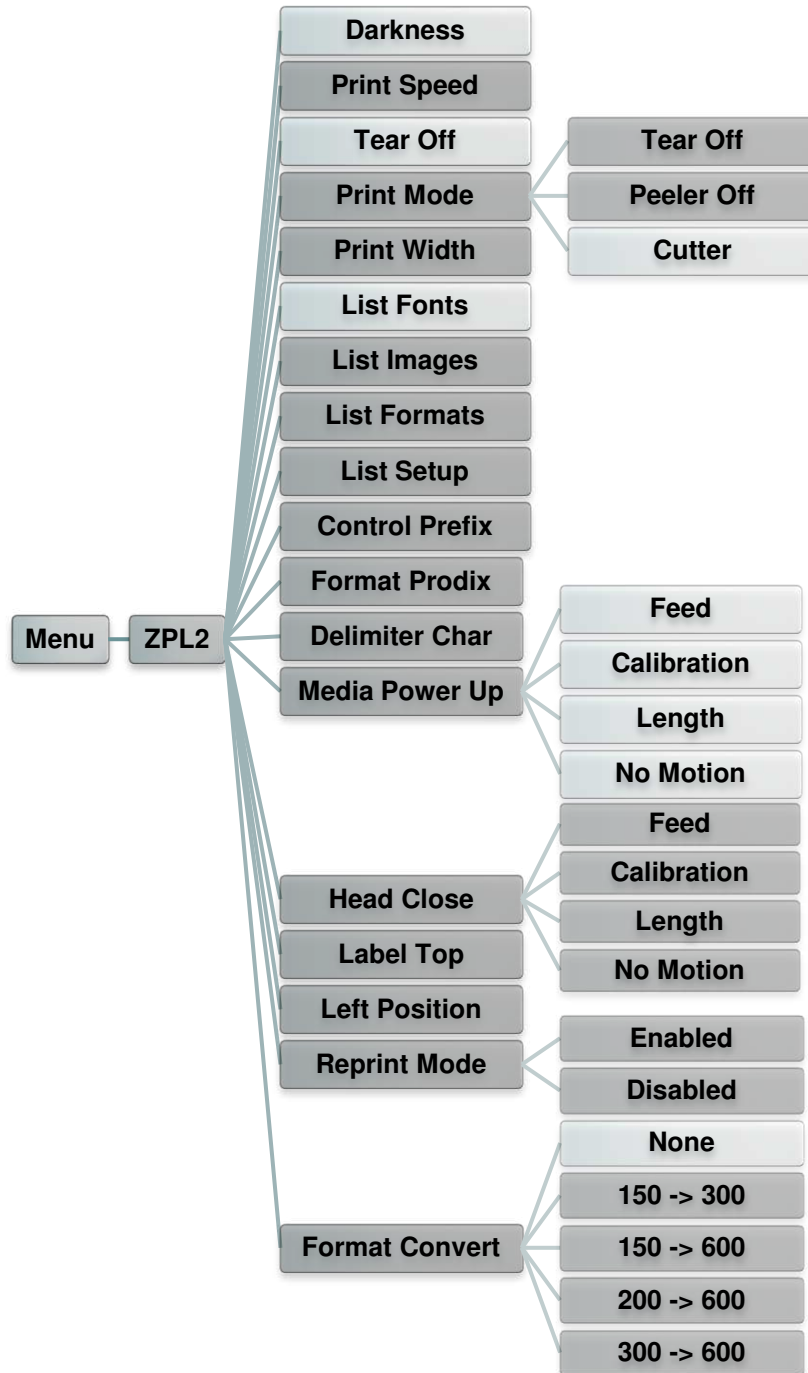 Menu
ZPL2
Darkness
Print Speed
Tear Off
Print Mode
Tear Off
Peeler Off
Cutter
Print Width
List Fonts
List Images
List Formats
List Setup
Control Prefix
Format Prodix
Delimiter Char
Media Power Up
Feed
Calibration
Length
No Motion
Head Close
Feed
Calibration
Length
No Motion
Label Top
Left Position
Reprint Mode
Enabled
Disabled
Format Convert
None
150 -> 300
150 -> 600
200 -> 600
300 -> 600